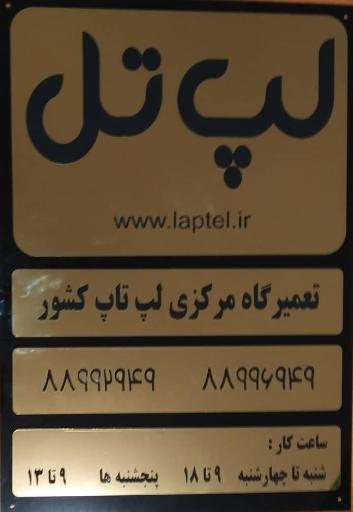 لپ تل
www.laptel.ir
تعمیرگاه مرکزی لپ تاپ کشور
۸۸۹۹۲۹۴۹ ۸۸۹۹۶۹۴۹
ساعت کار :
شنبه تا چهارشنبه ۹ تا ۱۸ پنجشنبه ها ۹ تا ۱۳